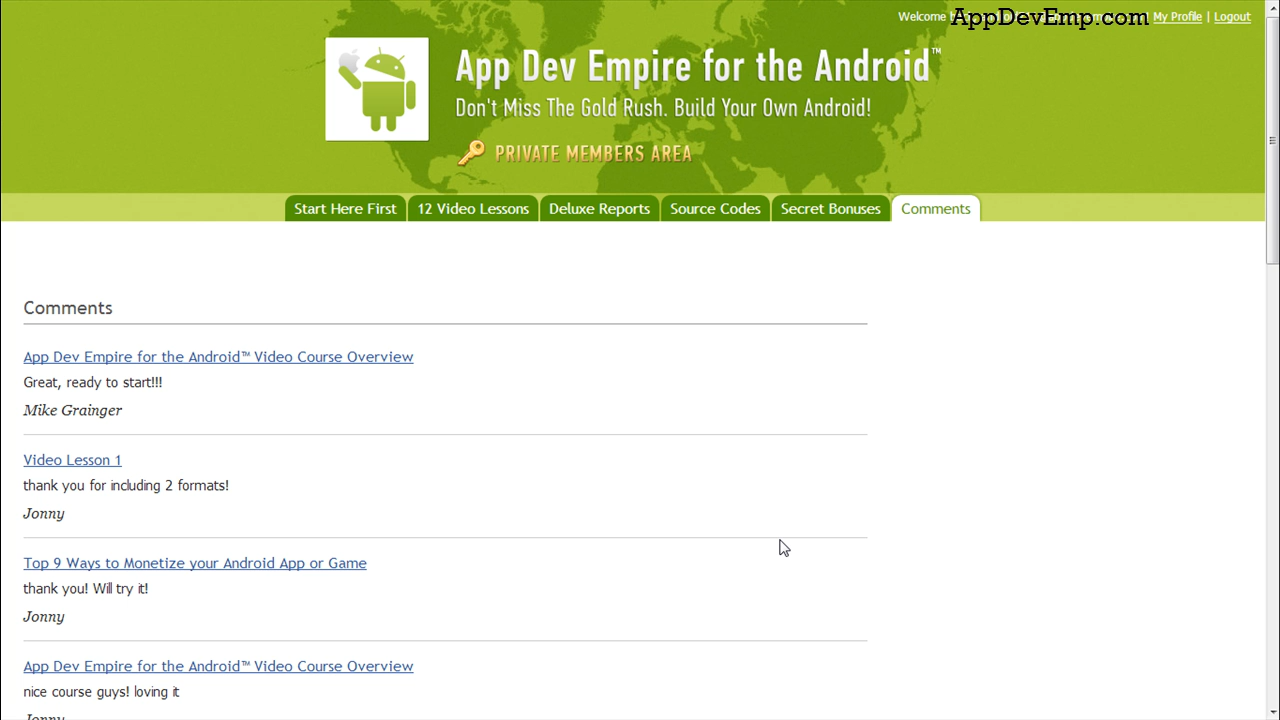 Welcome
AppDevEmp.com
My Profile | Logout
App Dev Empire for the Android™
Don't Miss The Gold Rush. Build Your Own Android!
PRIVATE MEMBERS AREA
Start Here First
12 Video Lessons
Deluxe Reports
Source Codes
Secret Bonuses
Comments
Comments
App Dev Empire for the Android™ Video Course Overview
Great, ready to start!!!
Mike Grainger
Video Lesson 1
thank you for including 2 formats!
Jonny
Top 9 Ways to Monetize your Android App or Game
thank you! Will try it!
Jonny
App Dev Empire for the Android™ Video Course Overview
nice course guys! loving it
Jonny